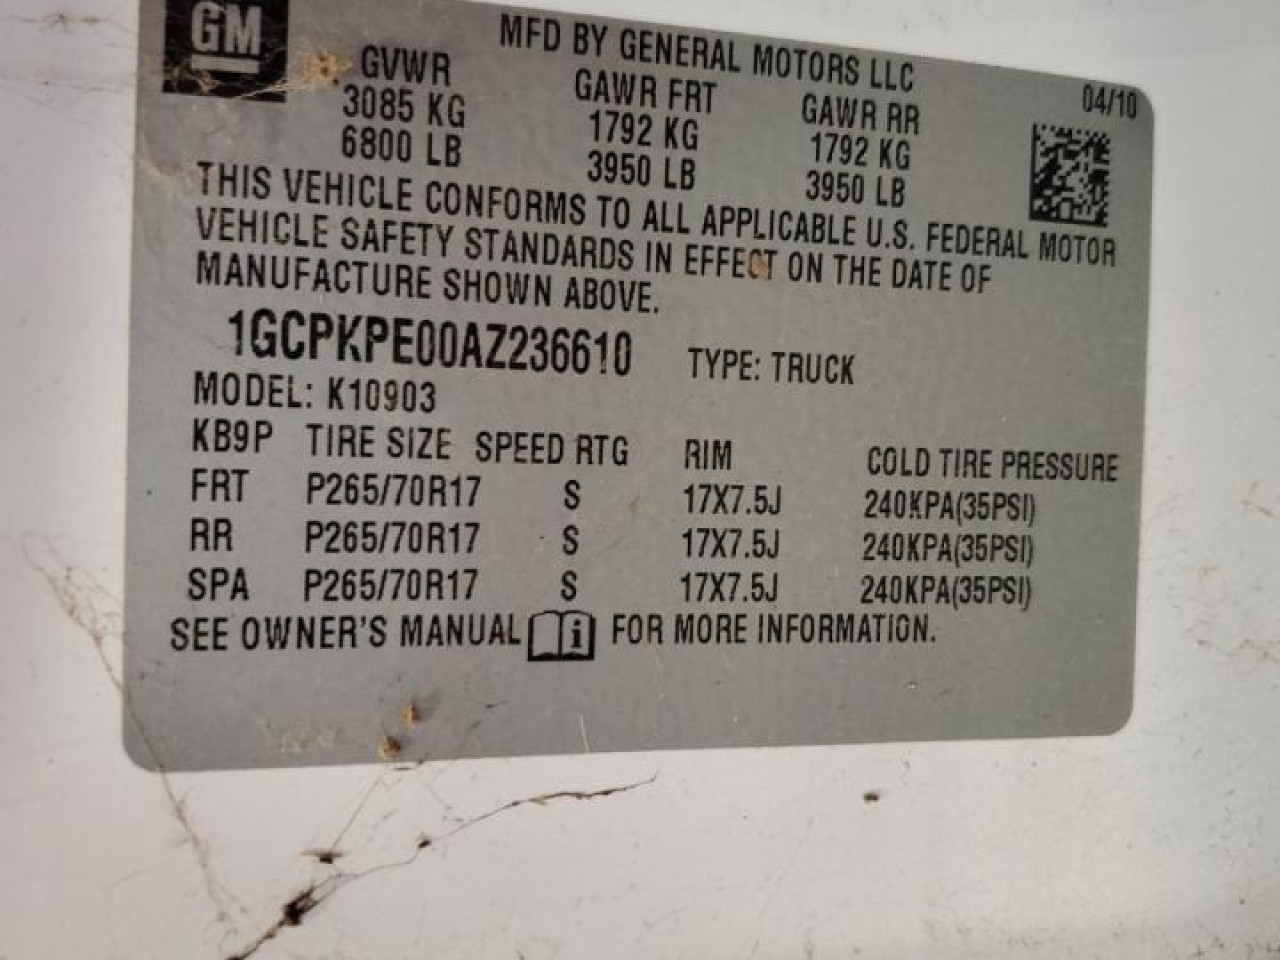 GM
MFD BY GENERAL MOTORS LLC
04/10
GVWR GAWR FRT GAWR RR
3085 KG 1792 KG 1792 KG
6800 LB 3950 LB 3950 LB
THIS VEHICLE CONFORMS TO ALL APPLICABLE U.S. FEDERAL MOTOR
VEHICLE SAFETY STANDARDS IN EFFECT ON THE DATE OF
MANUFACTURE SHOWN ABOVE.
1GCPKPE00AZ236610 TYPE: TRUCK
MODEL: K10903
KB9P TIRE SIZE SPEED RTG RIM COLD TIRE PRESSURE
FRT P265/70R17 S 17X7.5J 240KPA(35PSI)
RR P265/70R17 S 17X7.5J 240KPA(35PSI)
SPA P265/70R17 S 17X7.5J 240KPA(35PSI)
SEE OWNER'S MANUAL i FOR MORE INFORMATION.